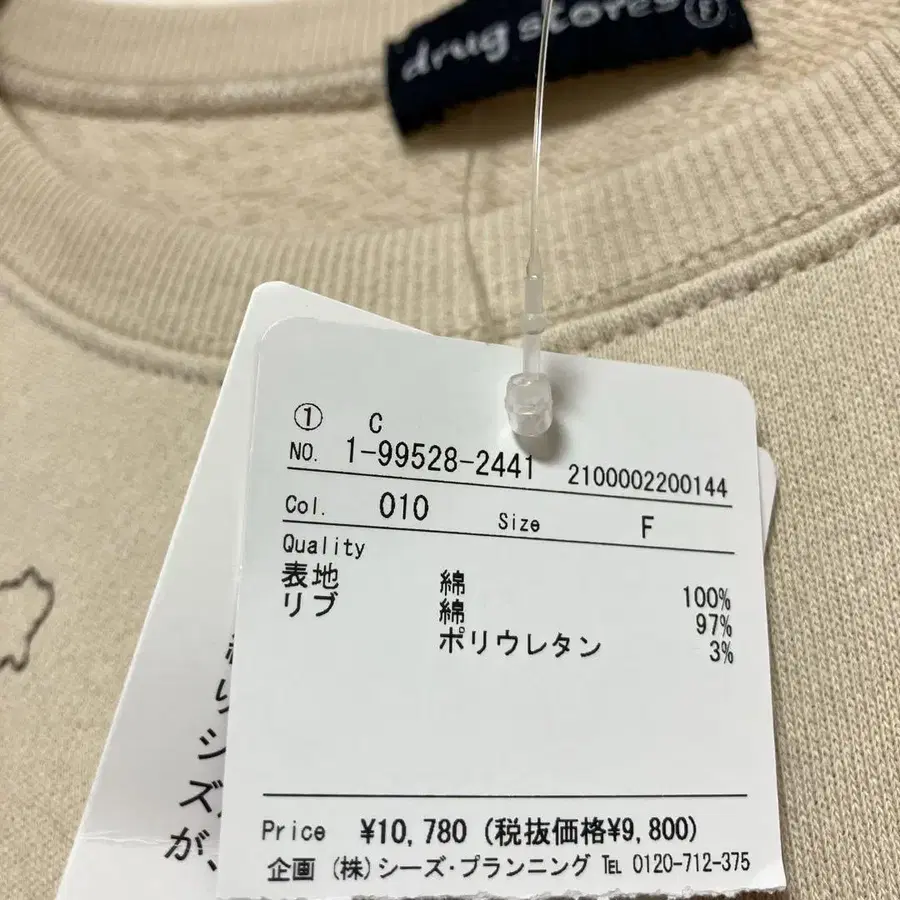 drug stores Ⓕ
① C
NO. 1-99528-2441 2100002200144
Col. 010 Size F
Quality
表地 綿 100%
リブ 綿 97%
ポリウレタン 3%
Price ¥10,780 (税抜価格¥9,800)
企画 (株)シーズ・プランニング TEL 0120-712-375
り
シ
ズ
が、